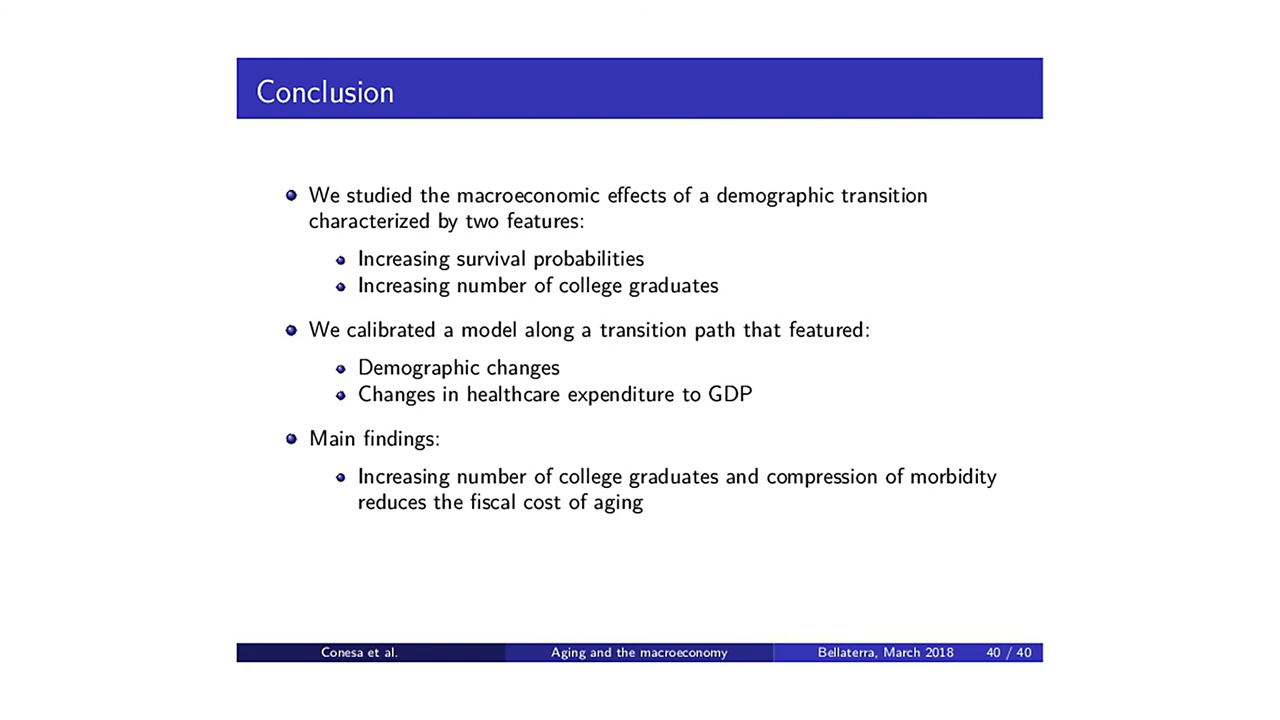 Conclusion
We studied the macroeconomic effects of a demographic transition
characterized by two features:
Increasing survival probabilities
Increasing number of college graduates
We calibrated a model along a transition path that featured:
Demographic changes
Changes in healthcare expenditure to GDP
Main findings:
Increasing number of college graduates and compression of morbidity
reduces the fiscal cost of aging
Conesa et al. Aging and the macroeconomy Bellaterra, March 2018 40 / 40